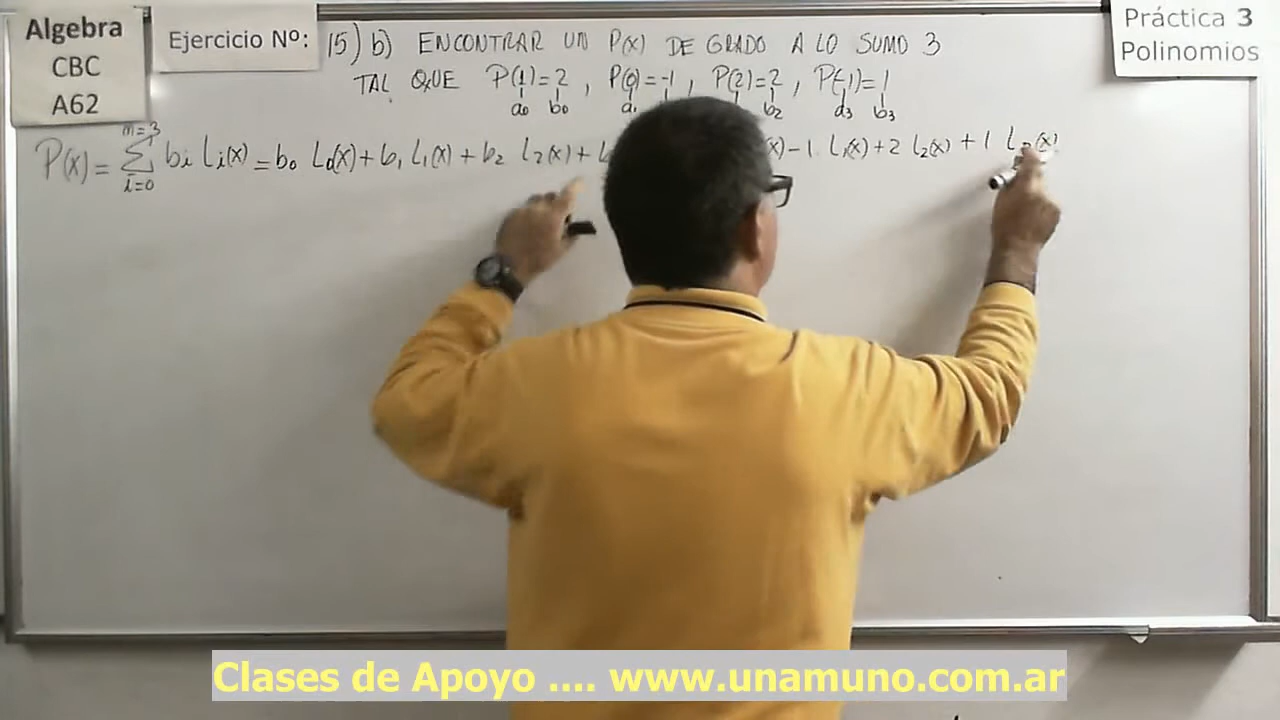 Algebra
CBC
A62
Ejercicio Nº:
Práctica 3
Polinomios
15) b) ENCONTRAR UN P(x) DE GRADO A LO SUMO 3
TAL QUE P(1)=2 , P(0)=-1 , P(2)=2 , P(-1)=1
a₀ b₀ a₁ b₂ a₃ b₃
P(x) = ∑ m=3 i=0 bi Li(x) = b₀ L₀(x) + b₁ L₁(x) + b₂ L₂(x) + (x) - 1. L₁(x) + 2 L₂(x) + 1 L₃(x)
Clases de Apoyo .... www.unamuno.com.ar